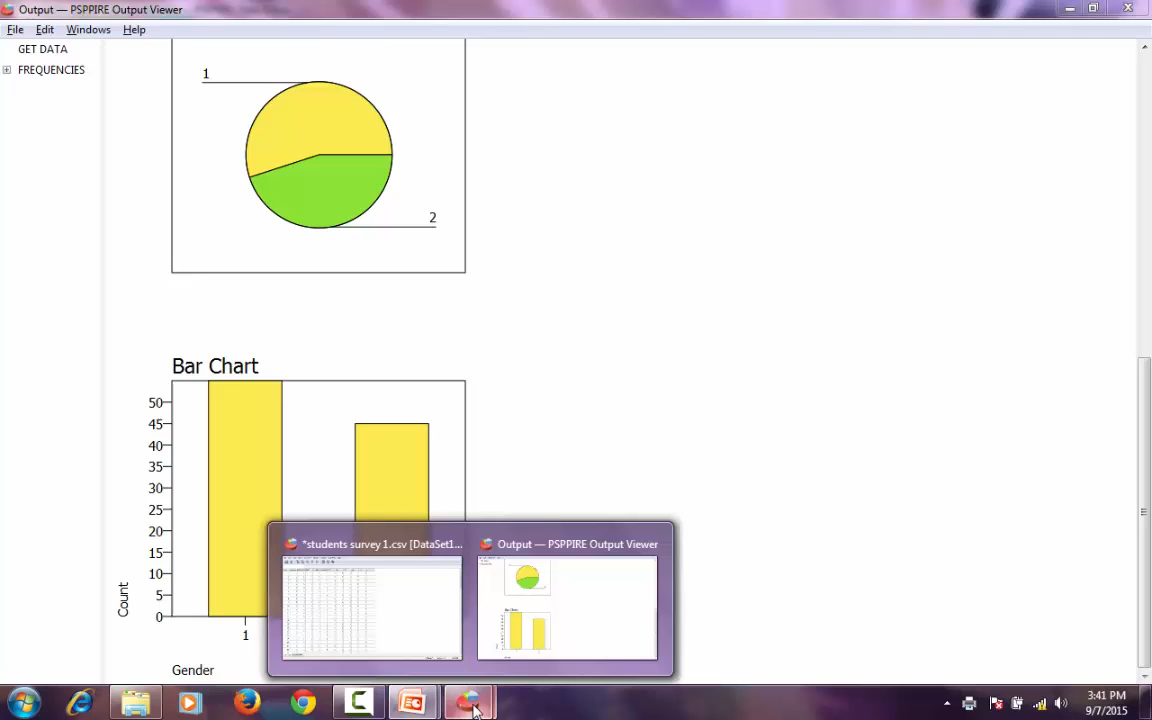 Output — PSPPIRE Output Viewer
File Edit Windows Help
GET DATA
FREQUENCIES
1
2
Bar Chart
50
45
40
35
30
25
20
15
10
5
0
Count
1
Gender
*students survey 1.csv [DataSet1...
Output — PSPPIRE Output Viewer
3:41 PM
9/7/2015